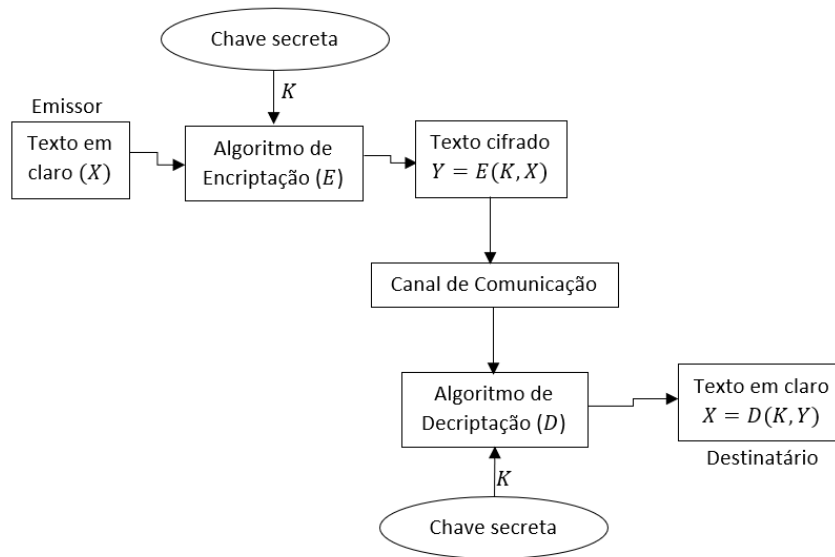 Chave secreta
K
Emissor
Texto em
claro (X)
Algoritmo de
Encriptação (E)
Texto cifrado
Y = E(K, X)
Canal de Comunicação
Algoritmo de
Decriptação (D)
Texto em claro
X = D(K, Y)
Destinatário
K
Chave secreta